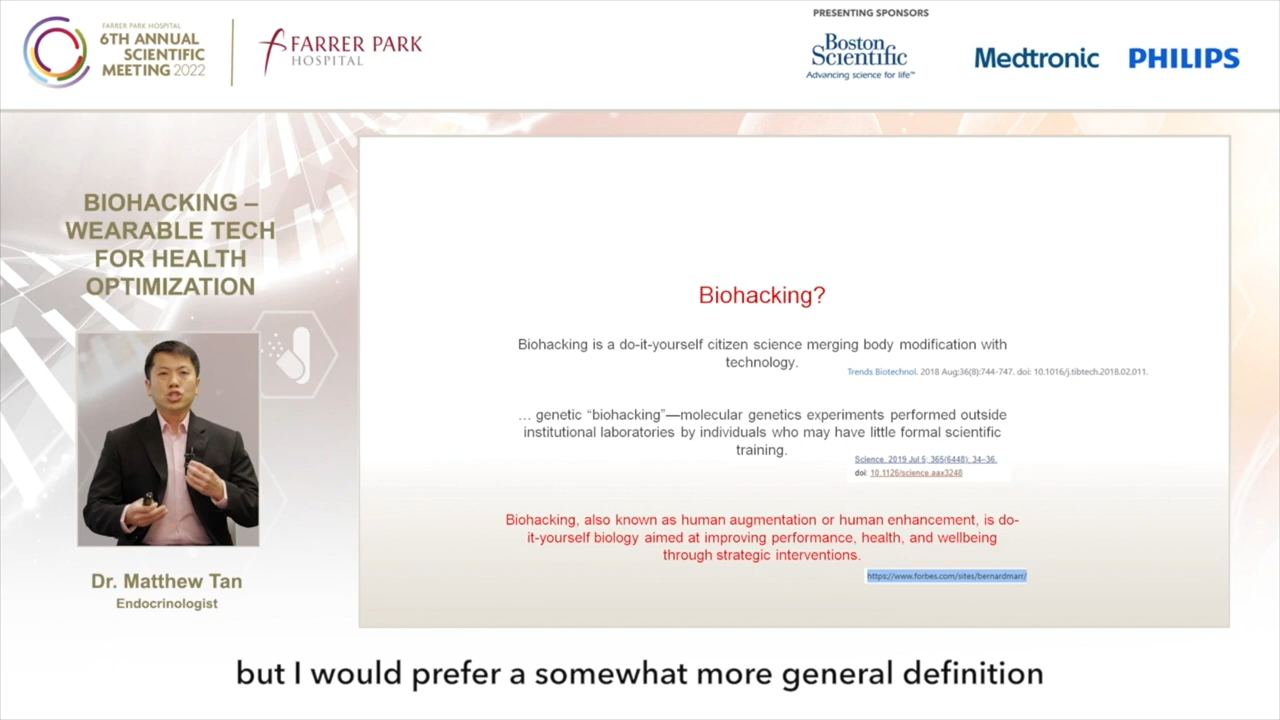 FARRER PARK HOSPITAL
6TH ANNUAL
SCIENTIFIC
MEETING 2022
FARRER PARK
HOSPITAL
PRESENTING SPONSORS
Boston
Scientific
Advancing science for life™
Medtronic
PHILIPS
BIOHACKING –
WEARABLE TECH
FOR HEALTH
OPTIMIZATION
Dr. Matthew Tan
Endocrinologist
Biohacking?
Biohacking is a do-it-yourself citizen science merging body modification with
technology.
Trends Biotechnol. 2018 Aug;36(8):744-747. doi: 10.1016/j.tibtech.2018.02.011.
… genetic “biohacking”—molecular genetics experiments performed outside
institutional laboratories by individuals who may have little formal scientific
training.
Science. 2019 Jul 5; 365(6448): 34–36.
doi: 10.1126/science.aax3248
Biohacking, also known as human augmentation or human enhancement, is do-
it-yourself biology aimed at improving performance, health, and wellbeing
through strategic interventions.
https://www.forbes.com/sites/bernardmarr/
but I would prefer a somewhat more general definition